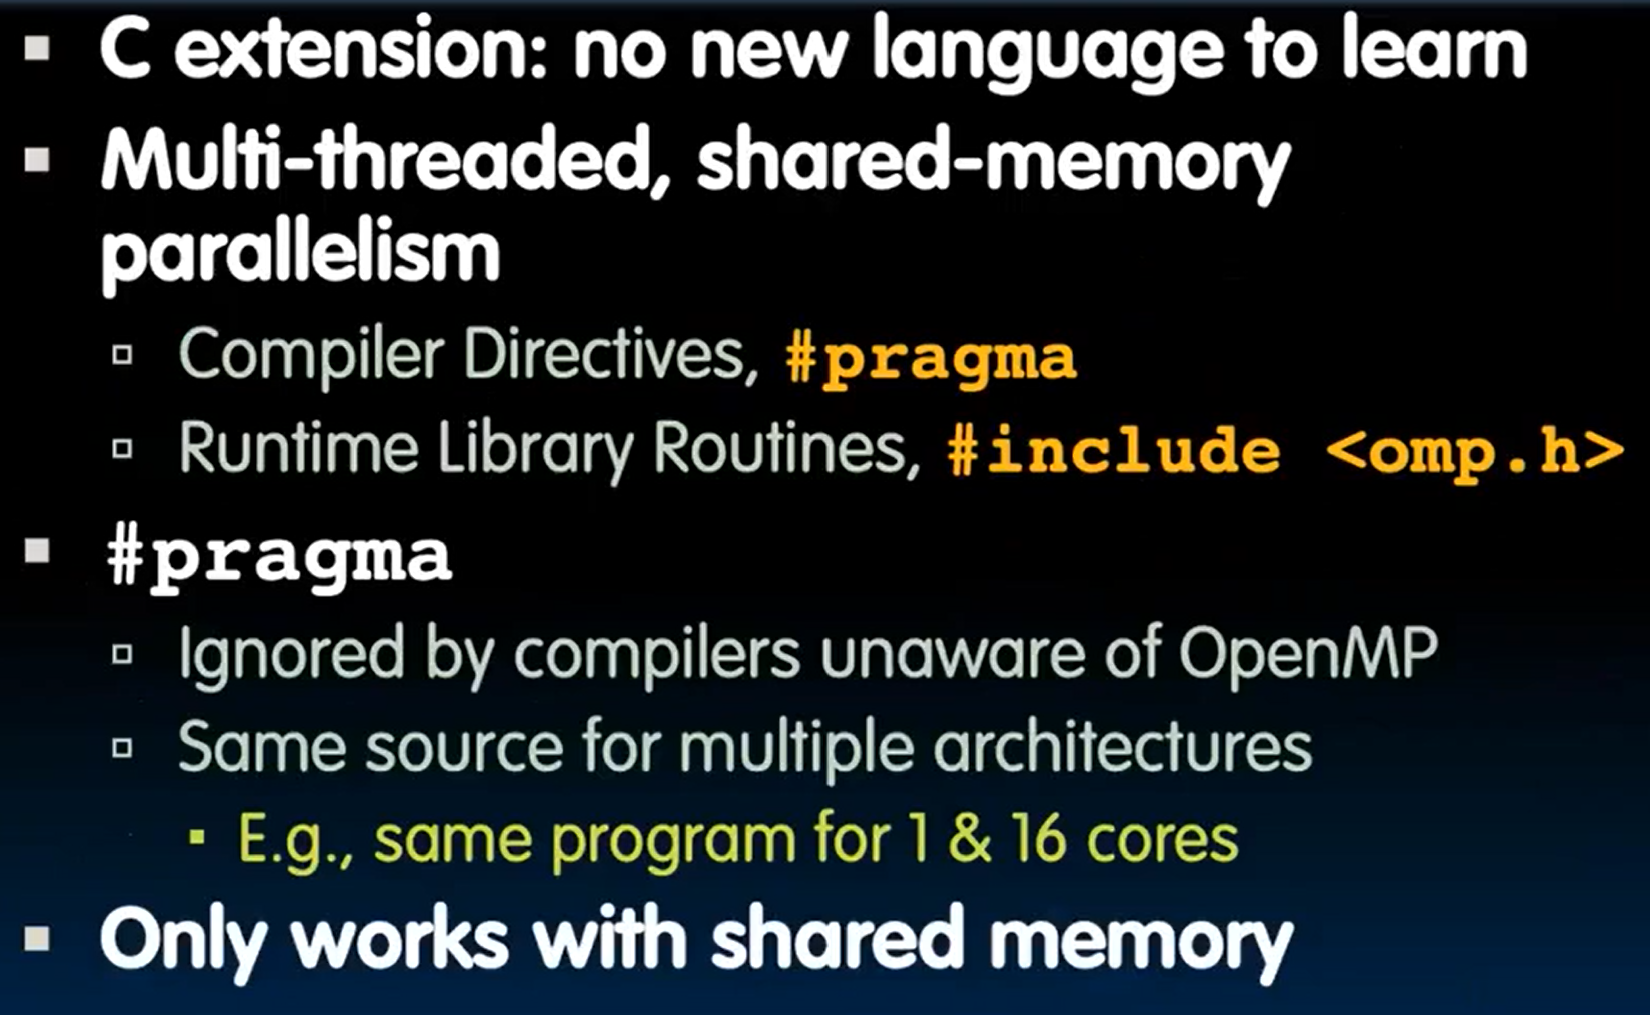 C extension: no new language to learn
Multi-threaded, shared-memory
parallelism
Compiler Directives, #pragma
Runtime Library Routines, #include <omp.h>
#pragma
Ignored by compilers unaware of OpenMP
Same source for multiple architectures
E.g., same program for 1 & 16 cores
Only works with shared memory